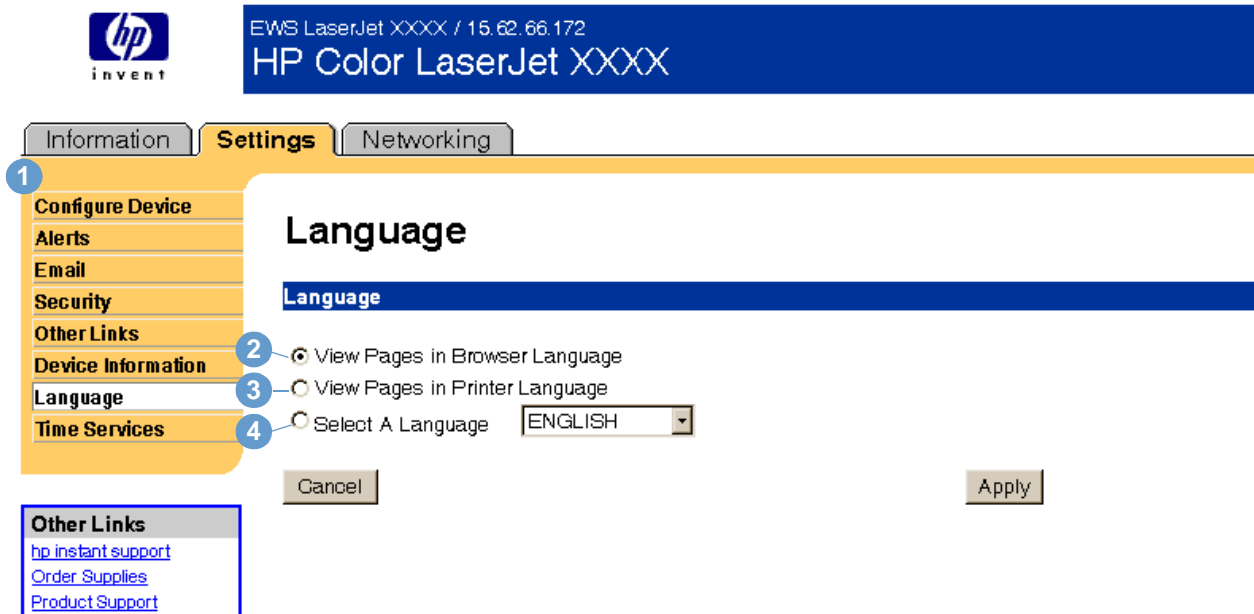 hp
invent
EWS LaserJet XXXX / 15.62.66.172
HP Color LaserJet XXXX
Information
Settings
Networking
1
Configure Device
Alerts
Email
Security
Other Links
Device Information
Language
Time Services
Language
Language
2
View Pages in Browser Language
3
View Pages in Printer Language
4
Select A Language ENGLISH
Cancel
Apply
Other Links
hp instant support
Order Supplies
Product Support